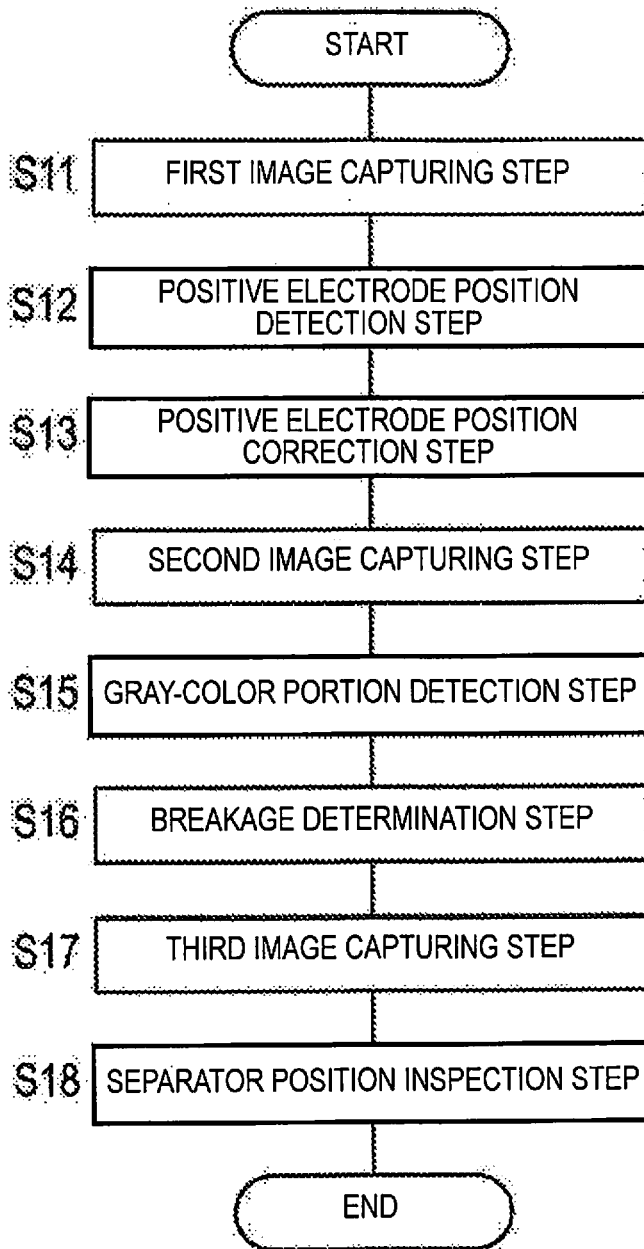 START
S11 FIRST IMAGE CAPTURING STEP
S12 POSITIVE ELECTRODE POSITION
DETECTION STEP
S13 POSITIVE ELECTRODE POSITION
CORRECTION STEP
S14 SECOND IMAGE CAPTURING STEP
S15 GRAY-COLOR PORTION DETECTION STEP
S16 BREAKAGE DETERMINATION STEP
S17 THIRD IMAGE CAPTURING STEP
S18 SEPARATOR POSITION INSPECTION STEP
END